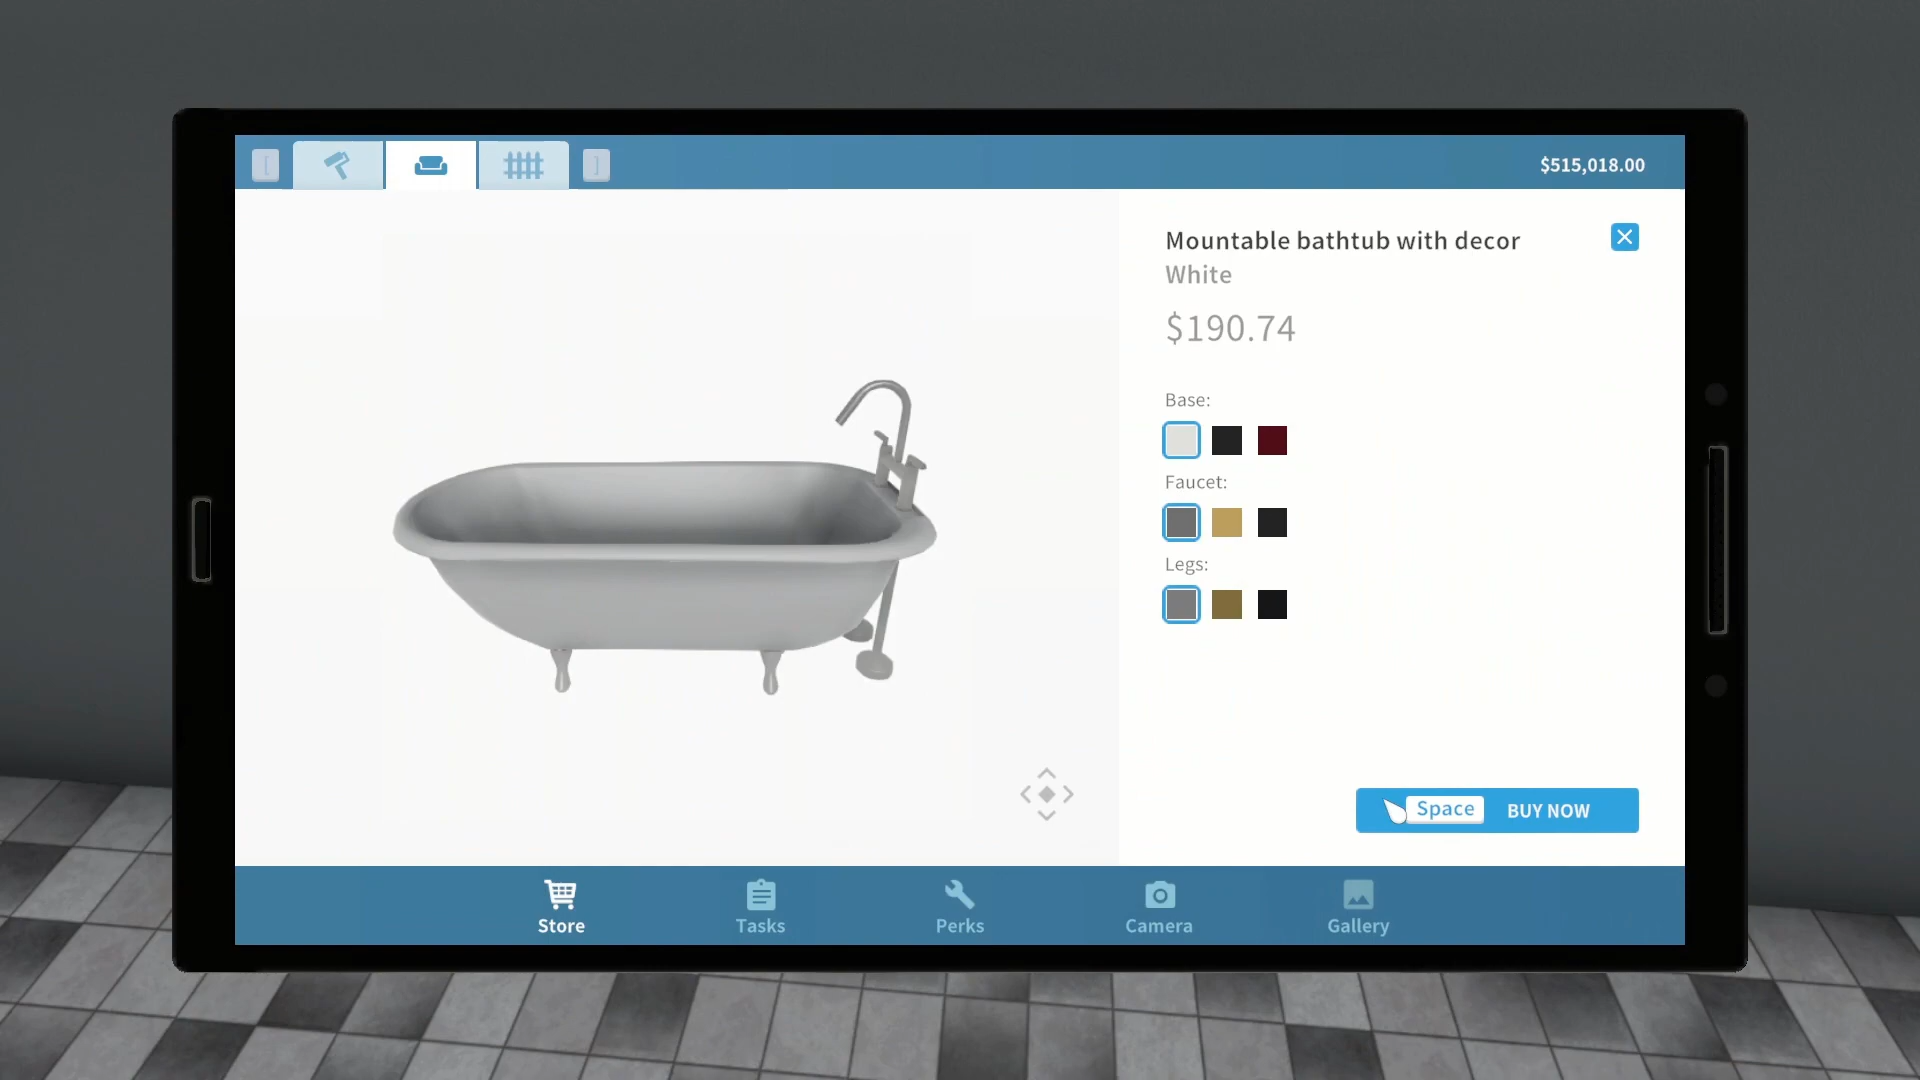 [
]
$515,018.00
Mountable bathtub with decor
White
$190.74
Base:
Faucet:
Legs:
Space BUY NOW
Store
Tasks
Perks
Camera
Gallery